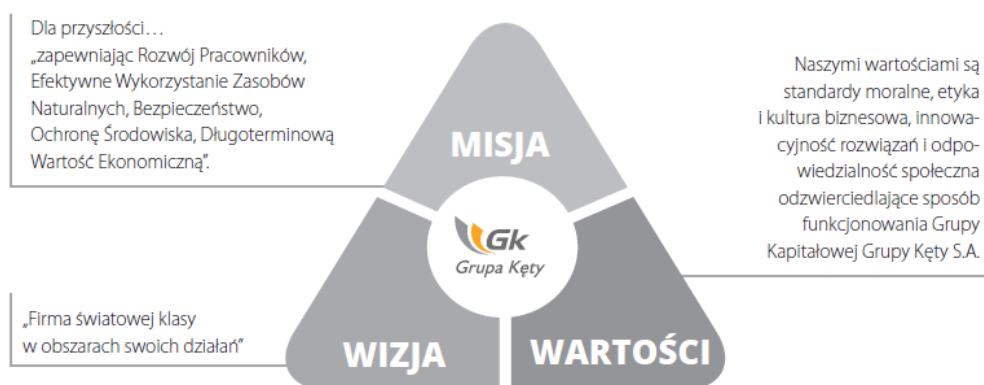 Dla przyszłości…
„zapewniając Rozwój Pracowników,
Efektywne Wykorzystanie Zasobów
Naturalnych, Bezpieczeństwo,
Ochronę Środowiska, Długoterminową
Wartość Ekonomiczną”.
MISJA
Naszymi wartościami są
standardy moralne, etyka
i kultura biznesowa, innowa-
cyjność rozwiązań i odpo-
wiedzialność społeczna
odzwierciedlające sposób
funkcjonowania Grupy
Kapitałowej Grupy Kęty S.A.
Gk
Grupa Kęty
„Firma światowej klasy
w obszarach swoich działań”
WIZJA
WARTOŚCI